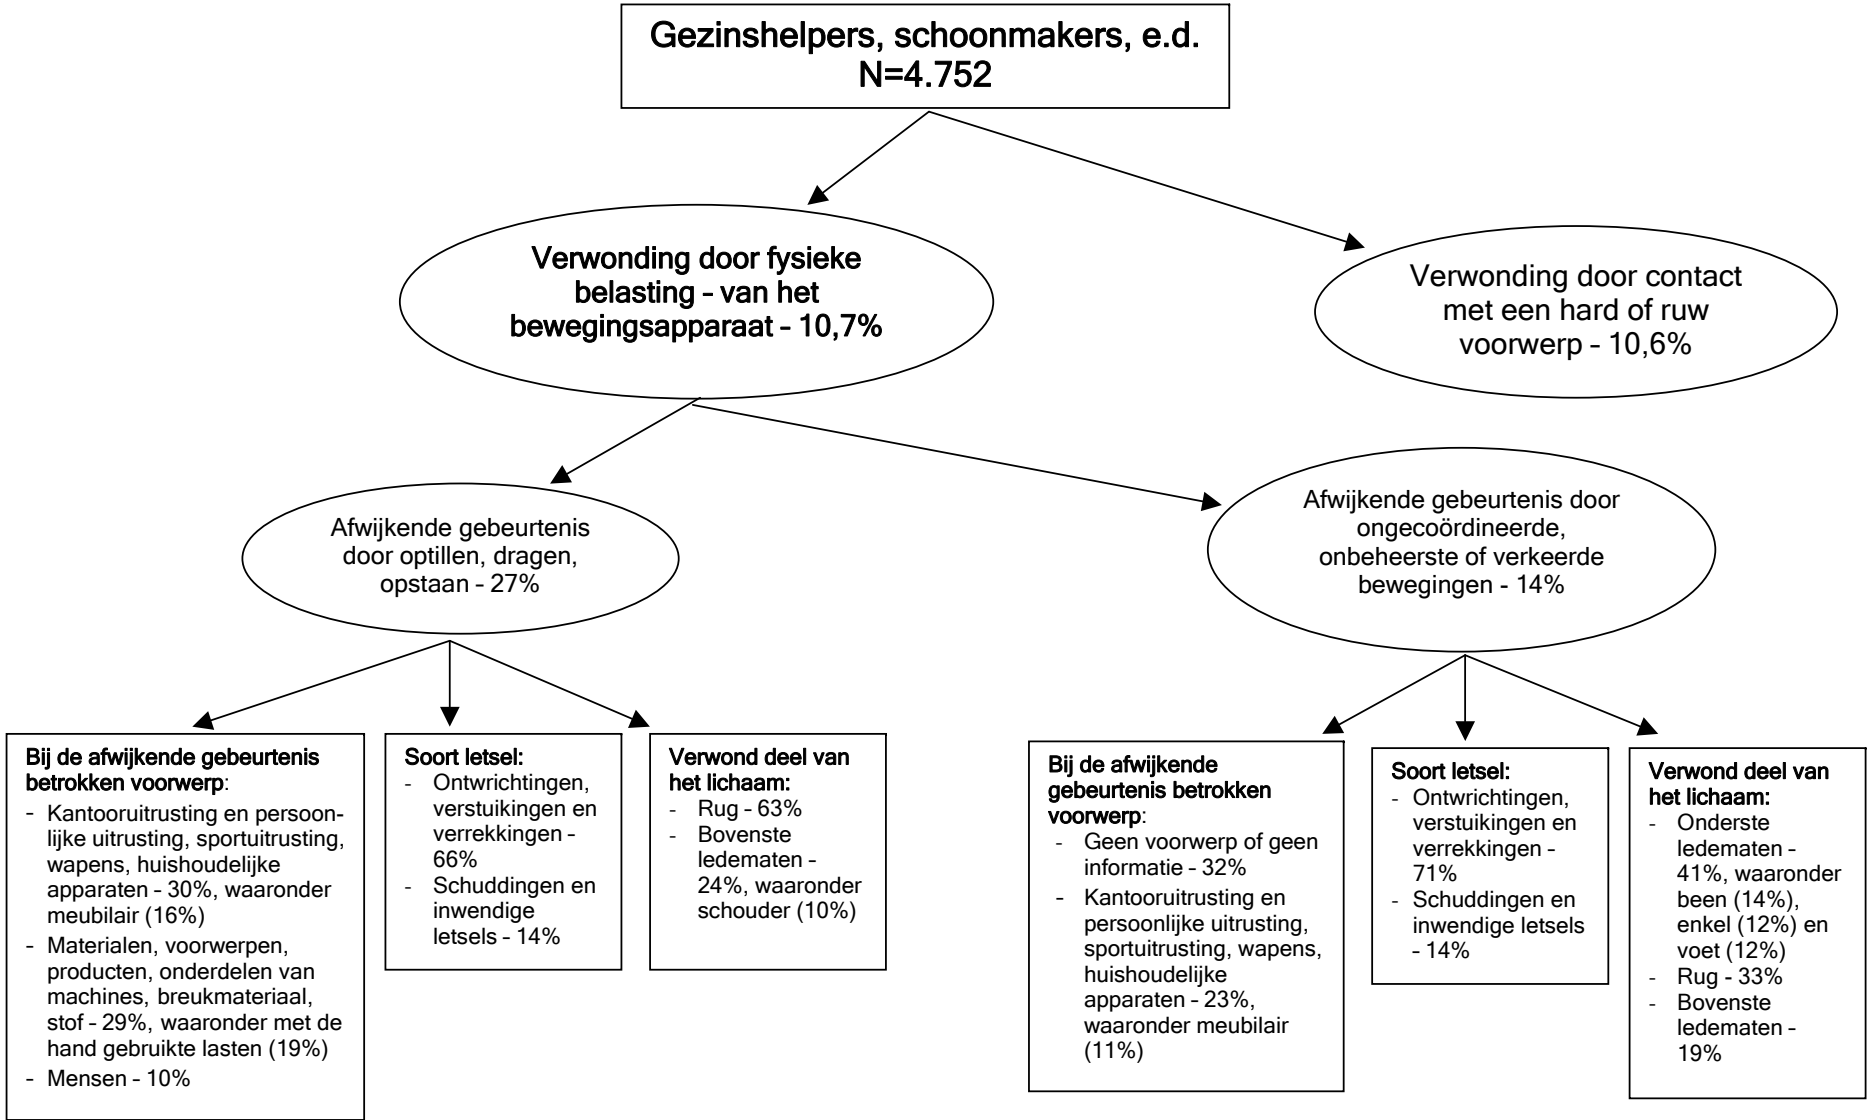 Gezinshelpers, schoonmakers, e.d.
N=4.752
Verwonding door fysieke
belasting – van het
bewegingsapparaat – 10,7%
Verwonding door contact
met een hard of ruw
voorwerp – 10,6%
Afwijkende gebeurtenis
door optillen, dragen,
opstaan – 27%
Afwijkende gebeurtenis door
ongecoördineerde,
onbeheerste of verkeerde
bewegingen - 14%
Bij de afwijkende gebeurtenis
betrokken voorwerp:
- Kantooruitrusting en persoon-
lijke uitrusting, sportuitrusting,
wapens, huishoudelijke
apparaten – 30%, waaronder
meubilair (16%)
- Materialen, voorwerpen,
producten, onderdelen van
machines, breukmateriaal,
stof – 29%, waaronder met de
hand gebruikte lasten (19%)
- Mensen – 10%
Soort letsel:
- Ontwrichtingen,
verstuikingen en
verrekkingen –
66%
- Schuddingen en
inwendige
letsels – 14%
Verwond deel van
het lichaam:
- Rug – 63%
- Bovenste
ledematen –
24%, waaronder
schouder (10%)
Bij de afwijkende
gebeurtenis betrokken
voorwerp:
- Geen voorwerp of geen
informatie – 32%
- Kantooruitrusting en
persoonlijke uitrusting,
sportuitrusting, wapens,
huishoudelijke
apparaten – 23%,
waaronder meubilair
(11%)
Soort letsel:
- Ontwrichtingen,
verstuikingen en
verrekkingen –
71%
- Schuddingen en
inwendige letsels
– 14%
Verwond deel van
het lichaam:
- Onderste
ledematen –
41%, waaronder
been (14%),
enkel (12%) en
voet (12%)
- Rug - 33%
- Bovenste
ledematen –
19%